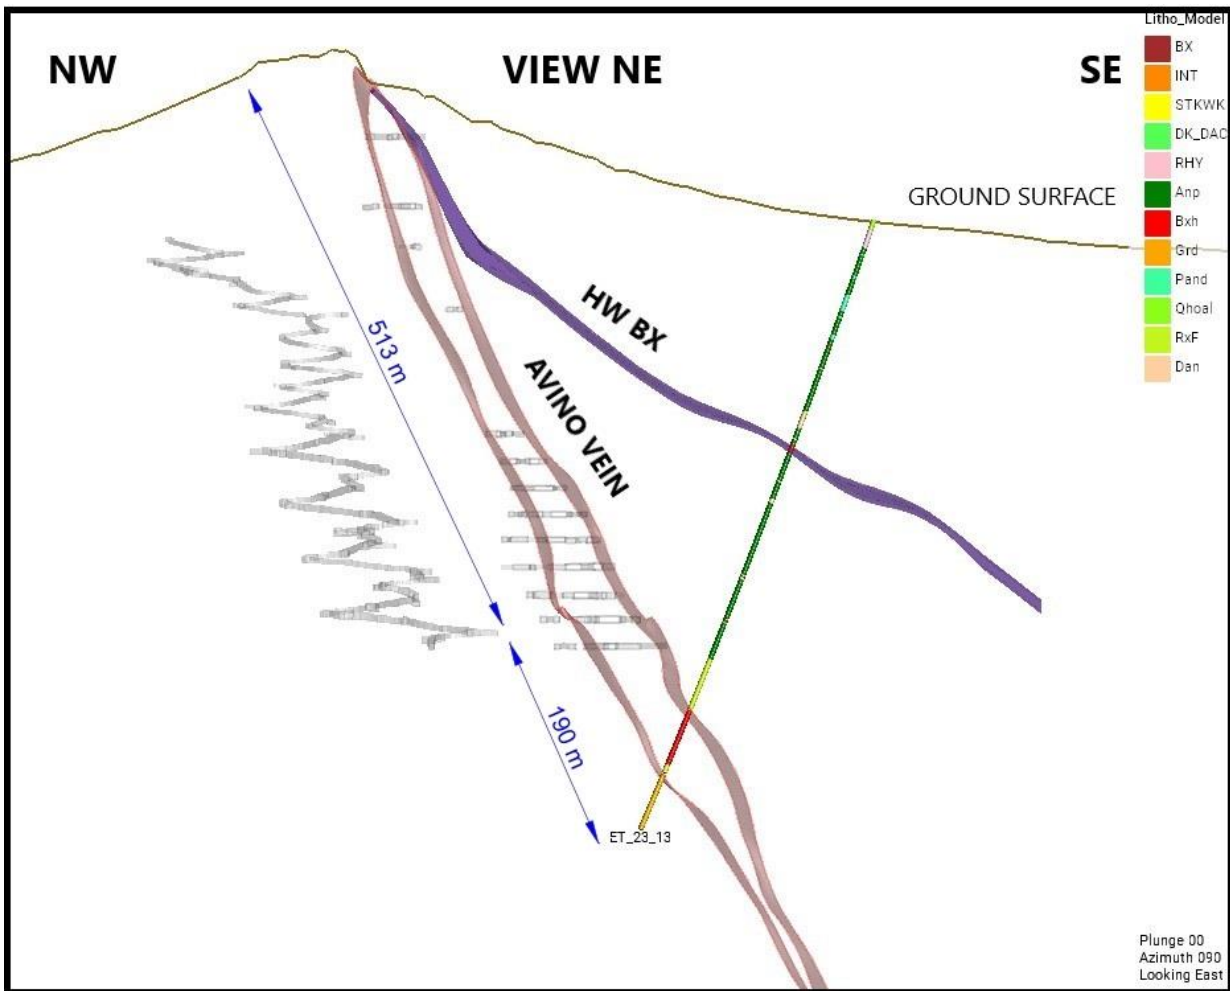 NW
VIEW NE
SE
Litho_Model
BX
INT
STKWK
DK_DAC
RHY
Anp
Bxh
Grd
Pand
Qhoal
RxF
Dan
GROUND SURFACE
HW BX
AVINO VEIN
513 m
190 m
ET_23_13
Plunge 00
Azimuth 090
Looking East